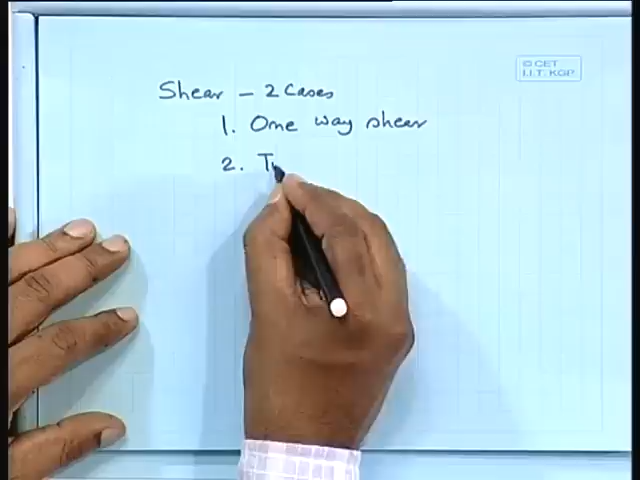 © CET
I.I.T. KGP
Shear – 2 Cases
1. One way shear
2. T